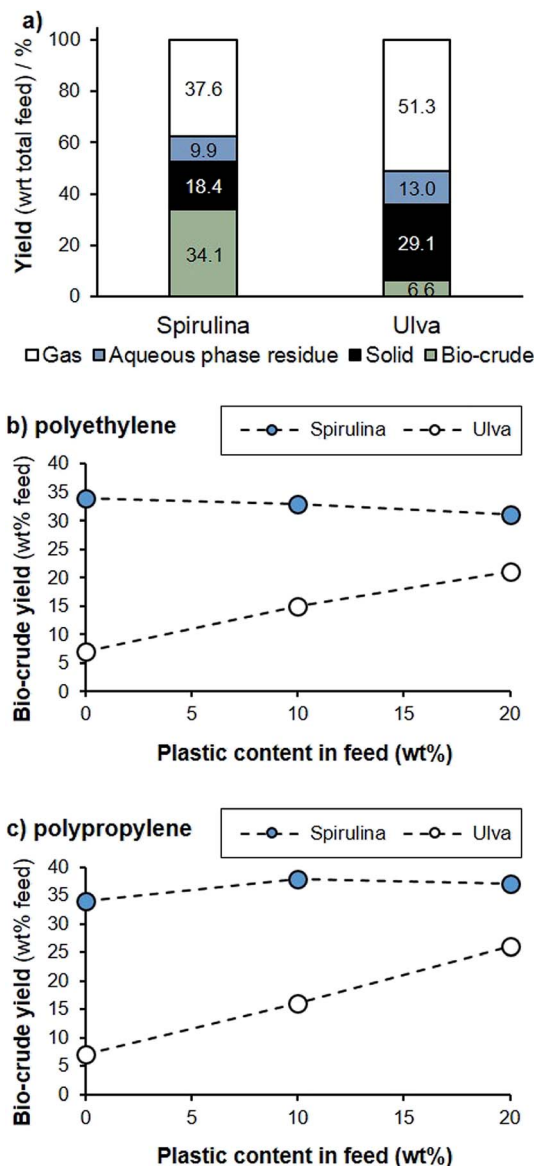 a)
Yield (wrt total feed) / %
100
80
60
40
20
0
37.6
9.9
18.4
34.1
51.3
13.0
29.1
6.6
Spirulina
Ulva
Gas Aqueous phase residue Solid Bio-crude
b) polyethylene
Spirulina Ulva
Bio-crude yield (wt% feed)
40
35
30
25
20
15
10
5
0
0 5 10 15 20
Plastic content in feed (wt%)
c) polypropylene
Spirulina Ulva
Bio-crude yield (wt% feed)
40
35
30
25
20
15
10
5
0
0 5 10 15 20
Plastic content in feed (wt%)